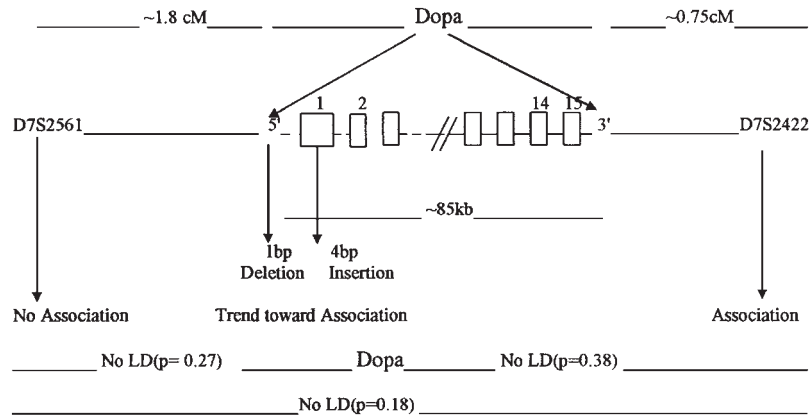 ~1.8 cM Dopa ~0.75cM
1 2 14 15
D7S2561 5' 3' D7S2422
~85kb
1bp 4bp
Deletion Insertion
No Association Trend toward Association Association
No LD(p= 0.27) Dopa No LD(p=0.38)
No LD(p=0.18)